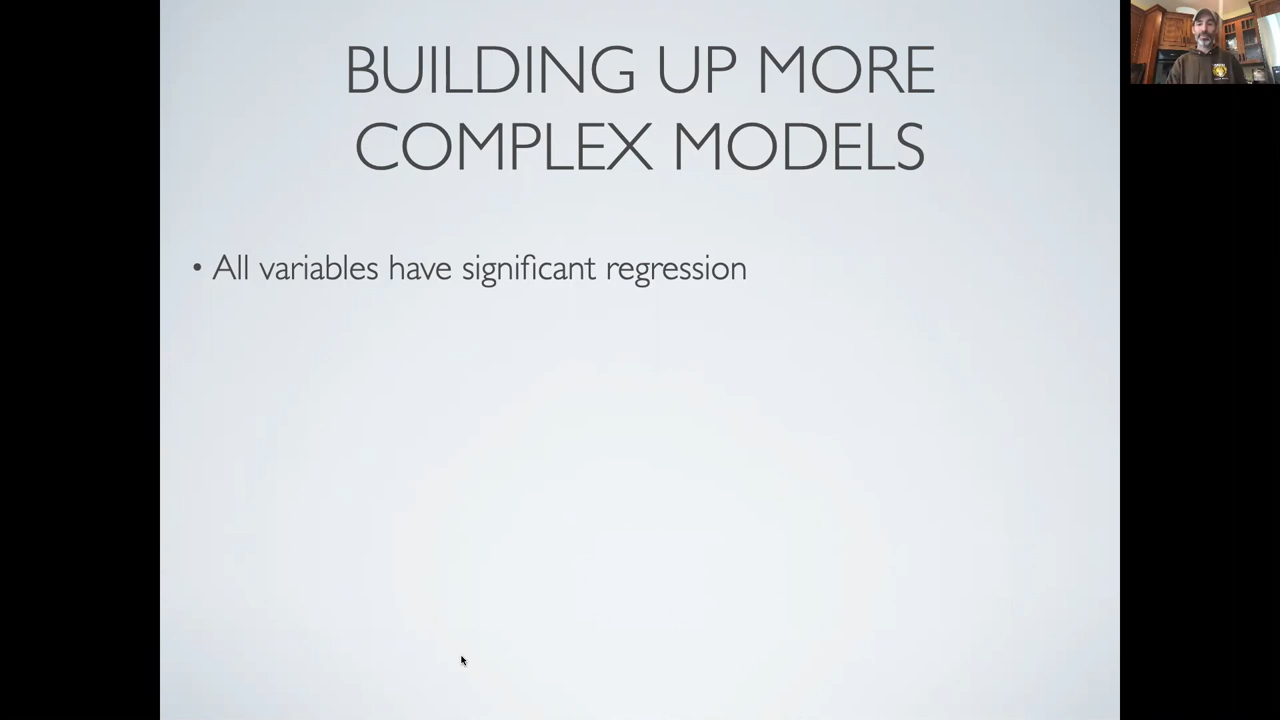 BUILDING UP MORE
COMPLEX MODELS
• All variables have significant regression